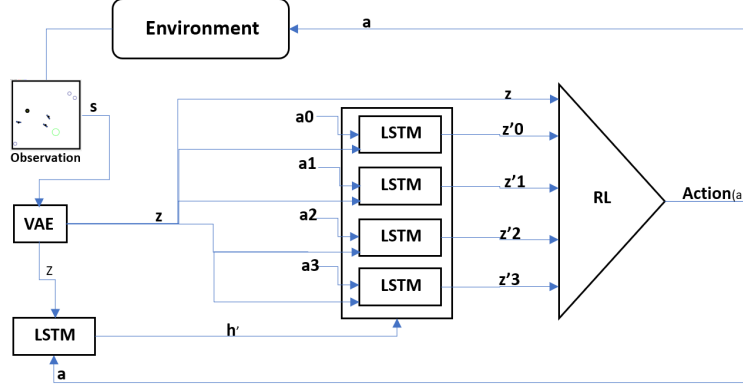 Environment
a
s
Observation
z
a0
LSTM
z'0
a1
LSTM
z'1
RL
Action(a
VAE
z
a2
LSTM
z'2
a3
LSTM
z'3
Z
LSTM
h'
a